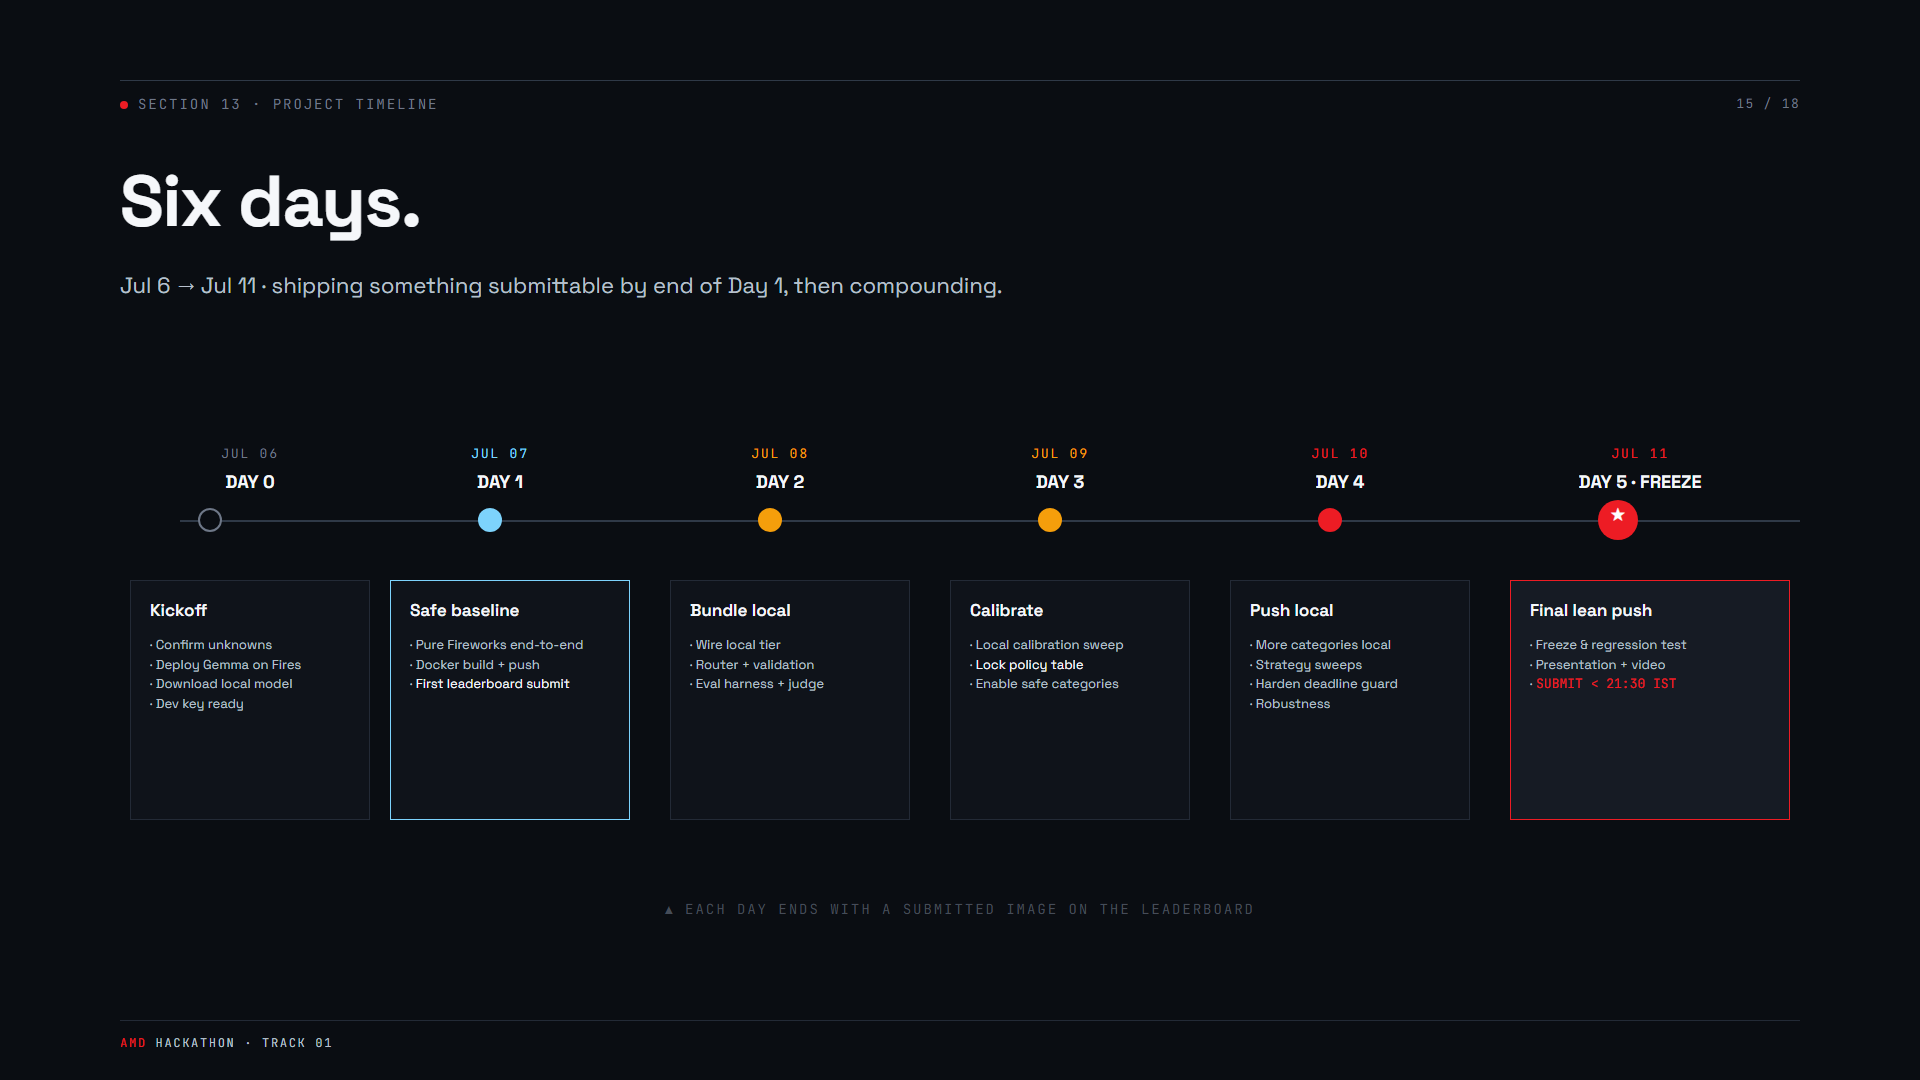 SECTION 13 · PROJECT TIMELINE
15 / 18
Six days.
Jul 6 → Jul 11 · shipping something submittable by end of Day 1, then compounding.
JUL 06
DAY 0
JUL 07
DAY 1
JUL 08
DAY 2
JUL 09
DAY 3
JUL 10
DAY 4
JUL 11
DAY 5 · FREEZE
★
Kickoff
· Confirm unknowns
· Deploy Gemma on Fires
· Download local model
· Dev key ready
Safe baseline
· Pure Fireworks end-to-end
· Docker build + push
· First leaderboard submit
Bundle local
· Wire local tier
· Router + validation
· Eval harness + judge
Calibrate
· Local calibration sweep
· Lock policy table
· Enable safe categories
Push local
· More categories local
· Strategy sweeps
· Harden deadline guard
· Robustness
Final lean push
· Freeze & regression test
· Presentation + video
· SUBMIT < 21:30 IST
▲ EACH DAY ENDS WITH A SUBMITTED IMAGE ON THE LEADERBOARD
AMD HACKATHON · TRACK 01